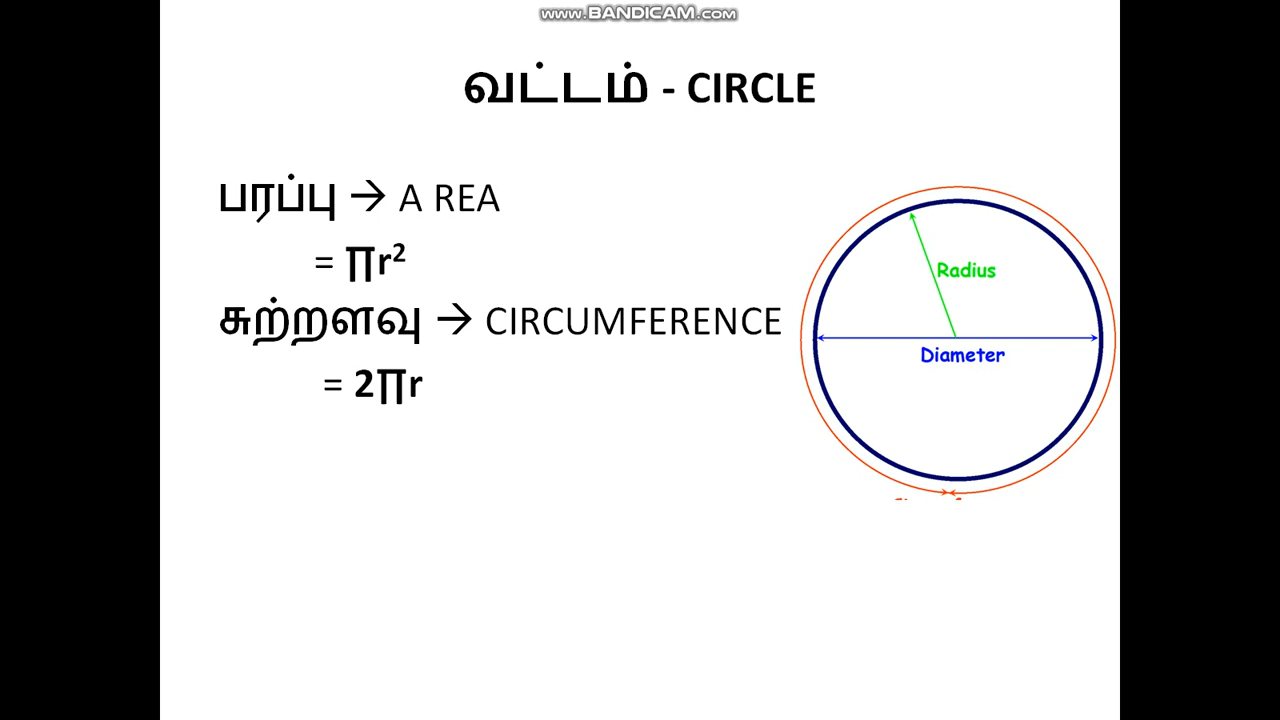 www.BANDICAM.com
வட்டம் - CIRCLE
பரப்பு → A REA
= ∏r²
சுற்றளவு → CIRCUMFERENCE
= 2∏r
Radius
Diameter